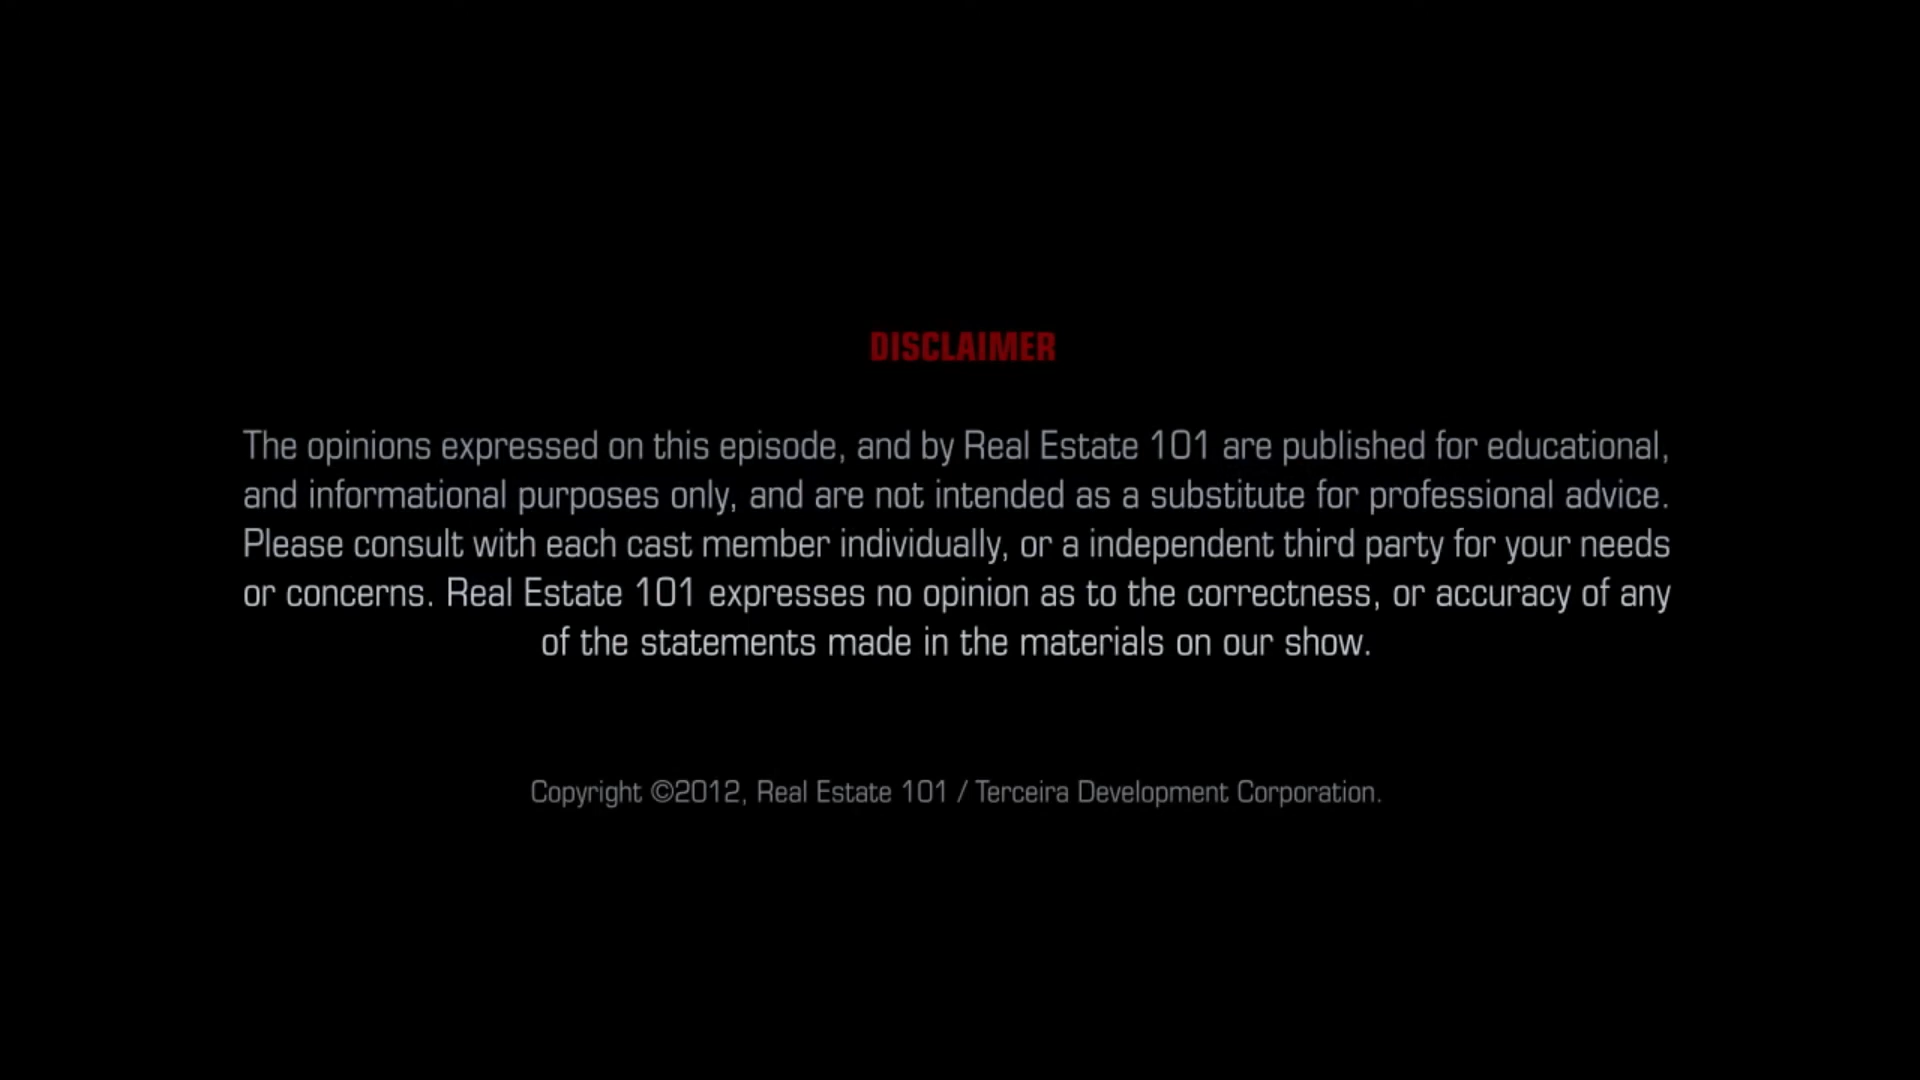 DISCLAIMER
The opinions expressed on this episode, and by Real Estate 101 are published for educational,
and informational purposes only, and are not intended as a substitute for professional advice.
Please consult with each cast member individually, or a independent third party for your needs
or concerns. Real Estate 101 expresses no opinion as to the correctness, or accuracy of any
of the statements made in the materials on our show.
Copyright ©2012, Real Estate 101 / Terceira Development Corporation.